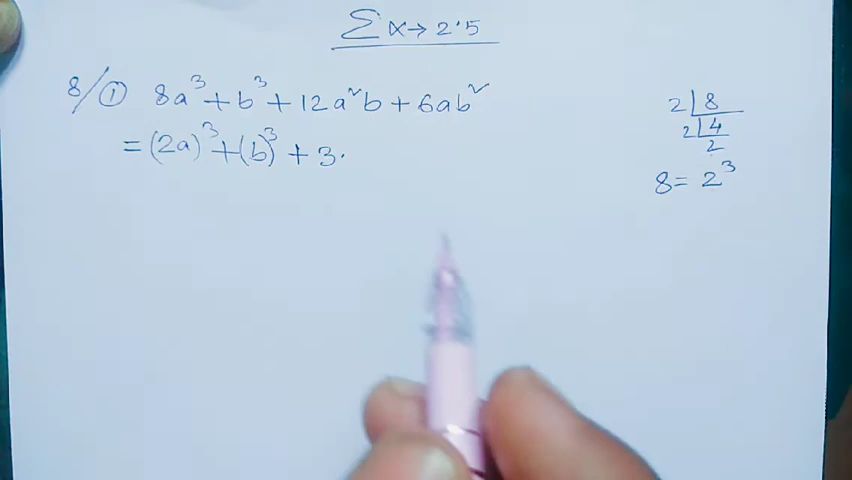 ∑x→2.5
8/① 8a³+b³+12a²b+6ab²
=(2a)³+(b)³+3.
2|8
2|4
2
8=2³